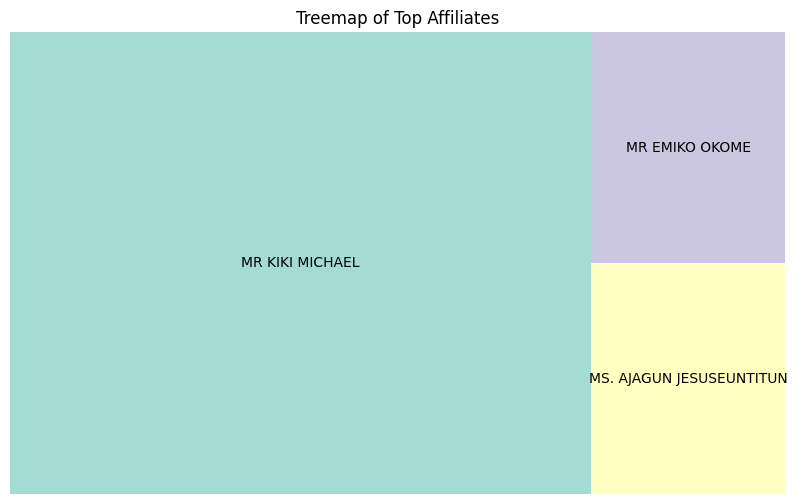 Treemap of Top Affiliates
MR EMIKO OKOME
MR KIKI MICHAEL
MS. AJAGUN JESUSEUNTITUN